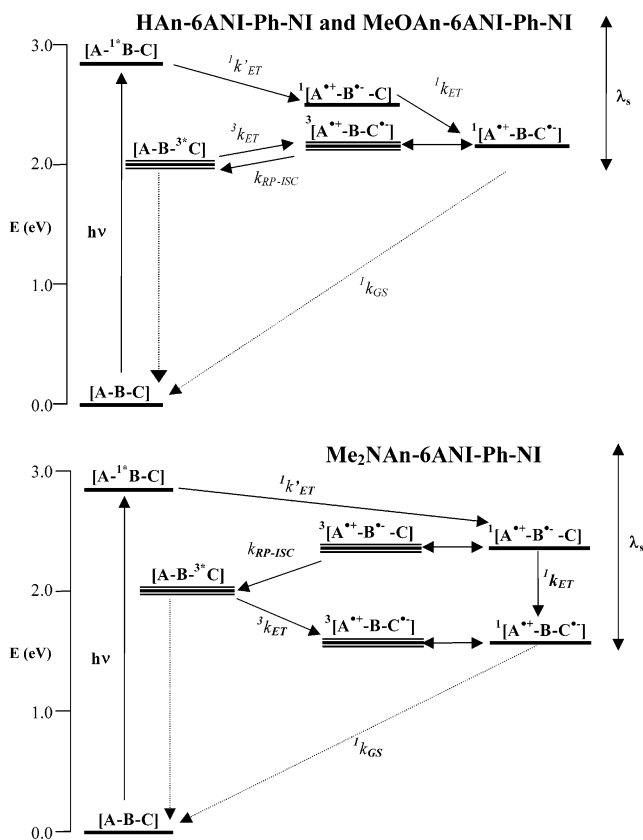 HAn-6ANI-Ph-NI and MeOAn-6ANI-Ph-NI
3.0
[A-¹*B-C]
¹k'ET
¹[A•+-B•- -C]
¹kET
λs
³[A•+-B-C•-]
¹[A•+-B-C•-]
³kET
[A-B-³*C]
2.0
kRP-ISC
E (eV)
hν
¹kGS
1.0
[A-B-C]
0.0
Me₂NAn-6ANI-Ph-NI
3.0
[A-¹*B-C]
¹k'ET
³[A•+-B•- -C]
¹[A•+-B•- -C]
λs
kRP-ISC
[A-B-³*C]
2.0
¹kET
³kET
³[A•+-B-C•-]
¹[A•+-B-C•-]
E (eV)
hν
1.0
¹kGS
[A-B-C]
0.0